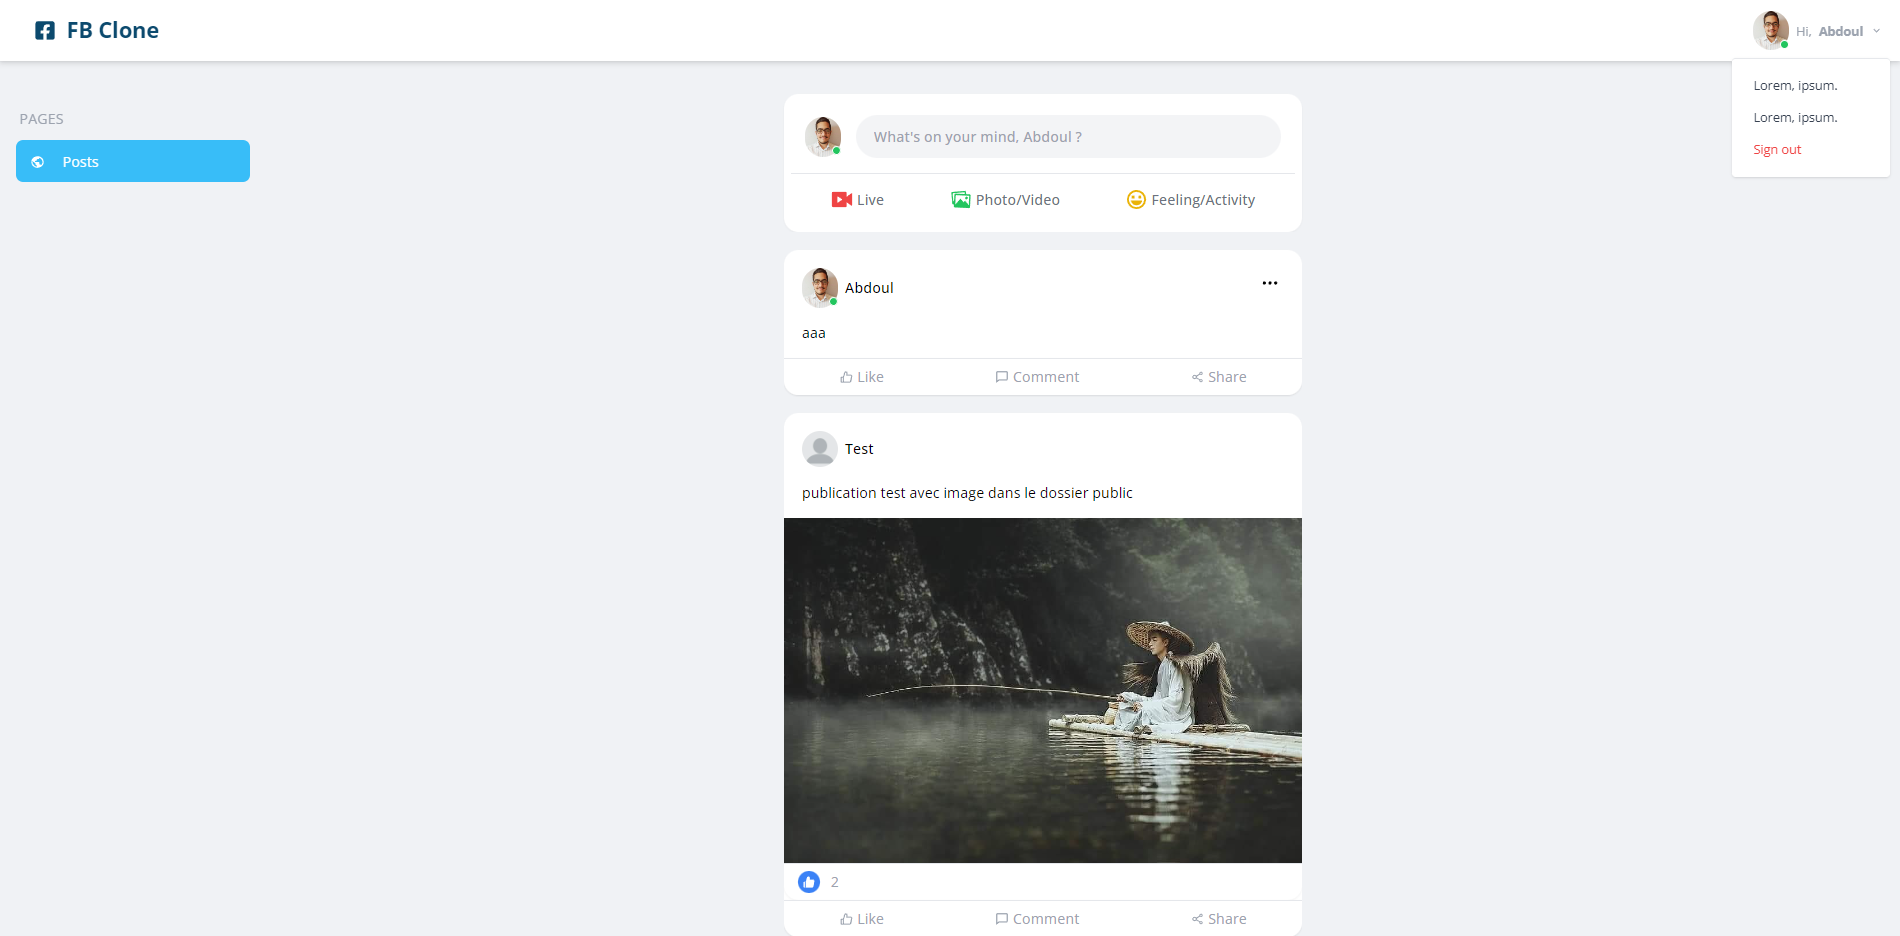 FB Clone
Hi, Abdoul
Lorem, ipsum.
Lorem, ipsum.
Sign out
PAGES
Posts
What's on your mind, Abdoul ?
Live Photo/Video Feeling/Activity
Abdoul
aaa
Like Comment Share
Test
publication test avec image dans le dossier public
2
Like Comment Share